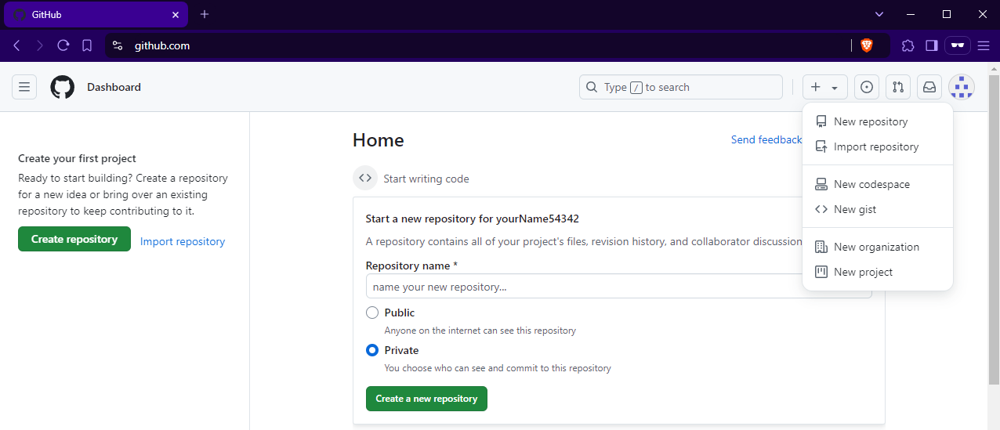 GitHub
github.com
Dashboard
Type / to search
New repository
Import repository
New codespace
New gist
New organization
New project
Create your first project
Ready to start building? Create a repository
for a new idea or bring over an existing
repository to keep contributing to it.
Create repository
Import repository
Home
Send feedback
Start writing code
Start a new repository for yourName54342
A repository contains all of your project's files, revision history, and collaborator discussion
Repository name *
name your new repository...
Public
Anyone on the internet can see this repository
Private
You choose who can see and commit to this repository
Create a new repository